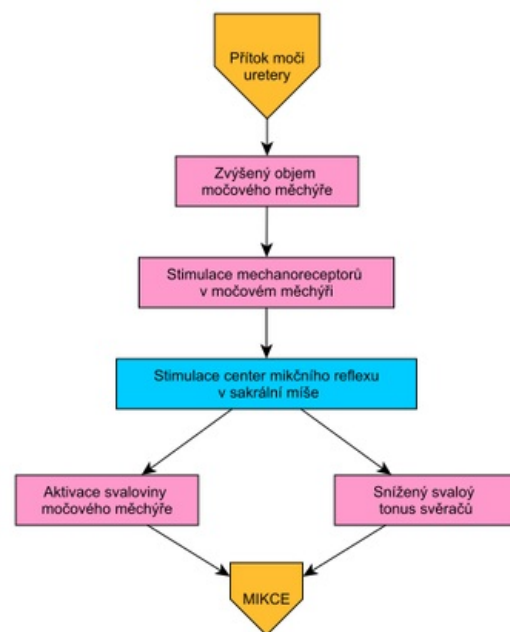 Přítok moči
uretery
Zvýšený objem
močového měchýře
Stimulace mechanoreceptorů
v močovém měchýři
Stimulace center mikčního reflexu
v sakrální míše
Aktivace svaloviny
močového měchýře
Snížený svaloý
tonus svěračů
MIKCE